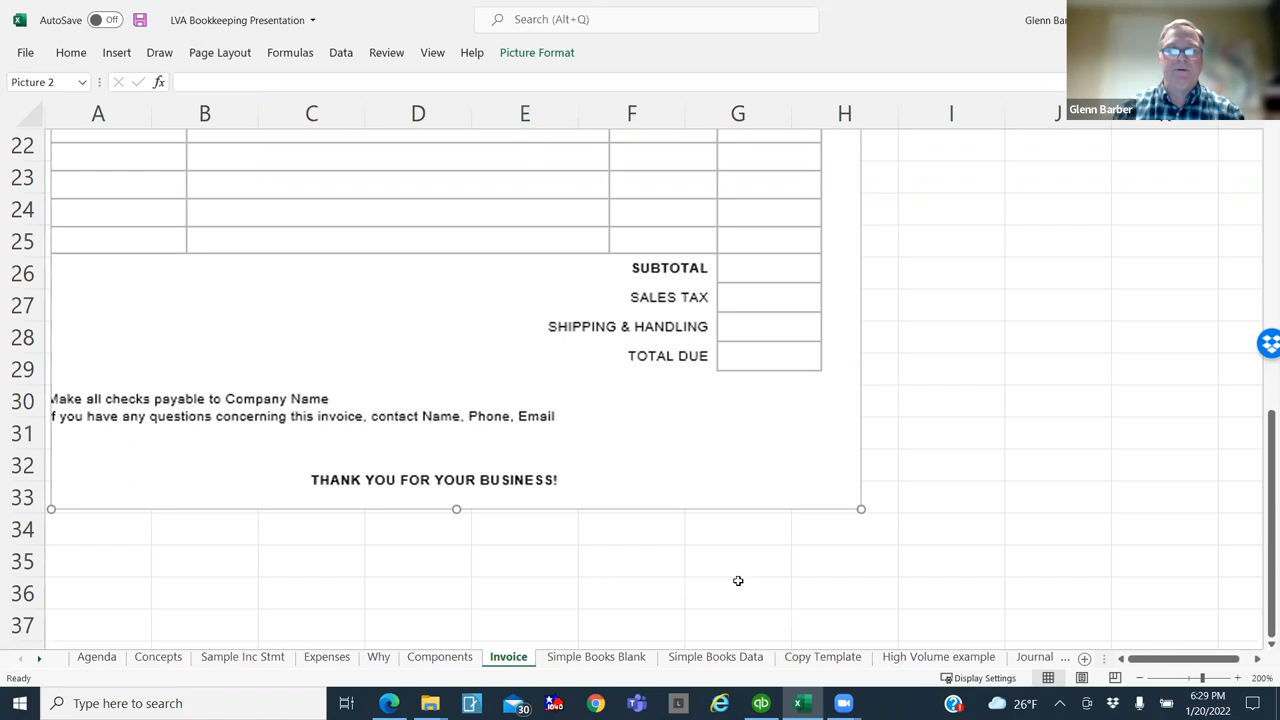 AutoSave Off LVA Bookkeeping Presentation Search (Alt+Q) Glenn Bar
File Home Insert Draw Page Layout Formulas Data Review View Help Picture Format
Glenn Barber
Picture 2 fx
A B C D E F G H I J
22
23
24
25
26 SUBTOTAL
27 SALES TAX
28 SHIPPING & HANDLING
29 TOTAL DUE
30 Make all checks payable to Company Name
31 f you have any questions concerning this invoice, contact Name, Phone, Email
32 THANK YOU FOR YOUR BUSINESS!
33
34
35
36
37
Agenda Concepts Sample Inc Stmt Expenses Why Components Invoice Simple Books Blank Simple Books Data Copy Template High Volume example Journal ...
Ready Display Settings 200%
Type here to search 30 L qb 26°F 6:29 PM
1/20/2022